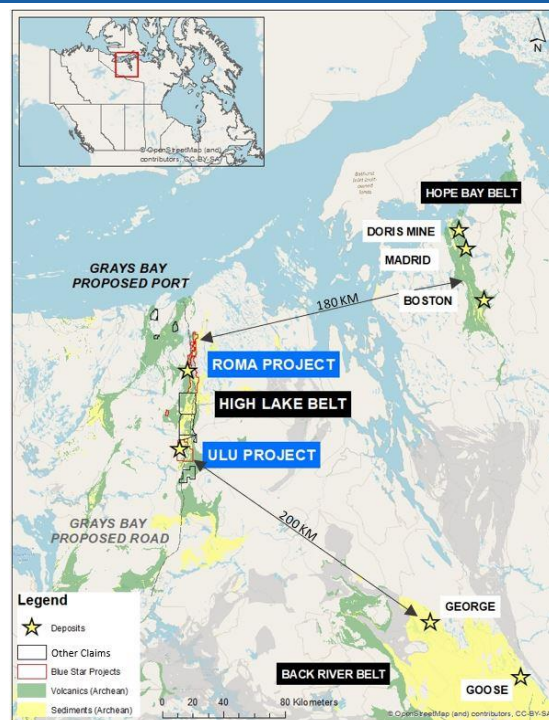 © OpenStreetMap (and)
contributors, CC-BY-SA
N
HOPE BAY BELT
DORIS MINE
MADRID
BOSTON
GRAYS BAY
PROPOSED PORT
180 KM
ROMA PROJECT
HIGH LAKE BELT
ULU PROJECT
200 KM
GRAYS BAY
PROPOSED ROAD
GEORGE
BACK RIVER BELT
GOOSE
Legend
Deposits
Other Claims
Blue Star Projects
Volcanics (Archean)
Sediments (Archean)
0 20 40 80 Kilometers
© OpenStreetMap (and) contributors, CC-BY-SA